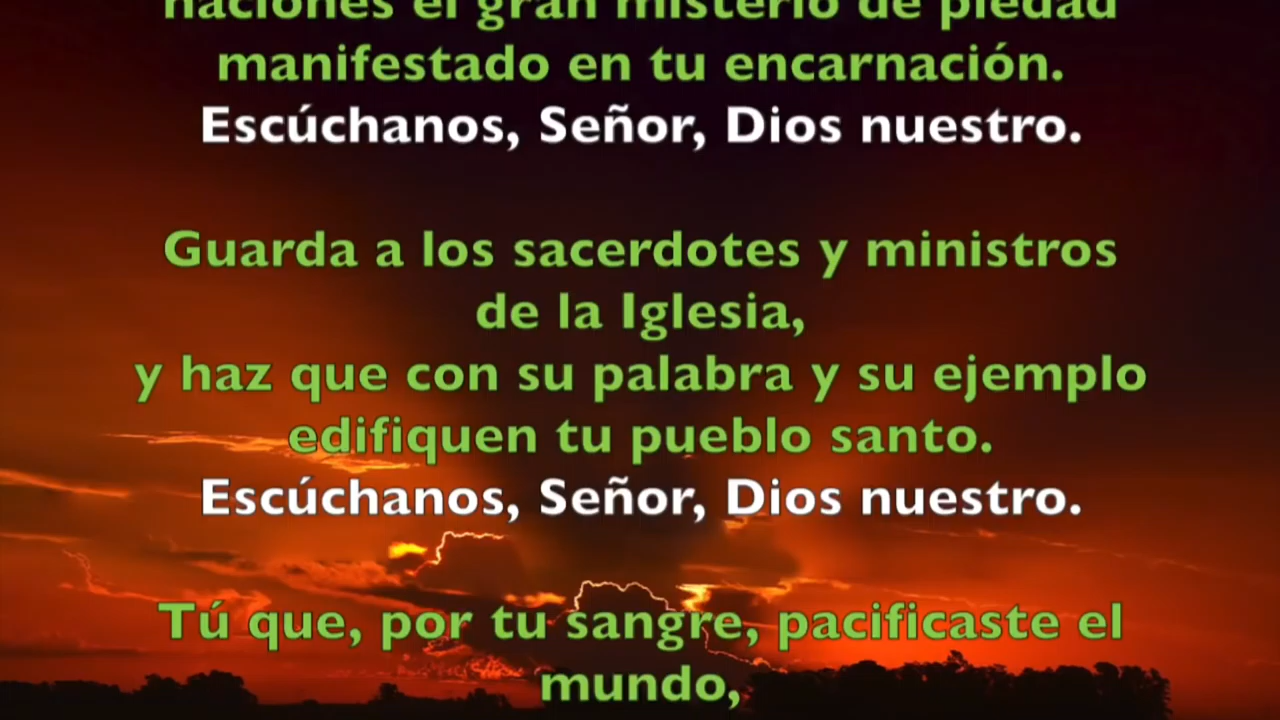 naciones el gran misterio de piedad
manifestado en tu encarnación.
Escúchanos, Señor, Dios nuestro.
Guarda a los sacerdotes y ministros
de la Iglesia,
y haz que con su palabra y su ejemplo
edifiquen tu pueblo santo.
Escúchanos, Señor, Dios nuestro.
Tú que, por tu sangre, pacificaste el
mundo,